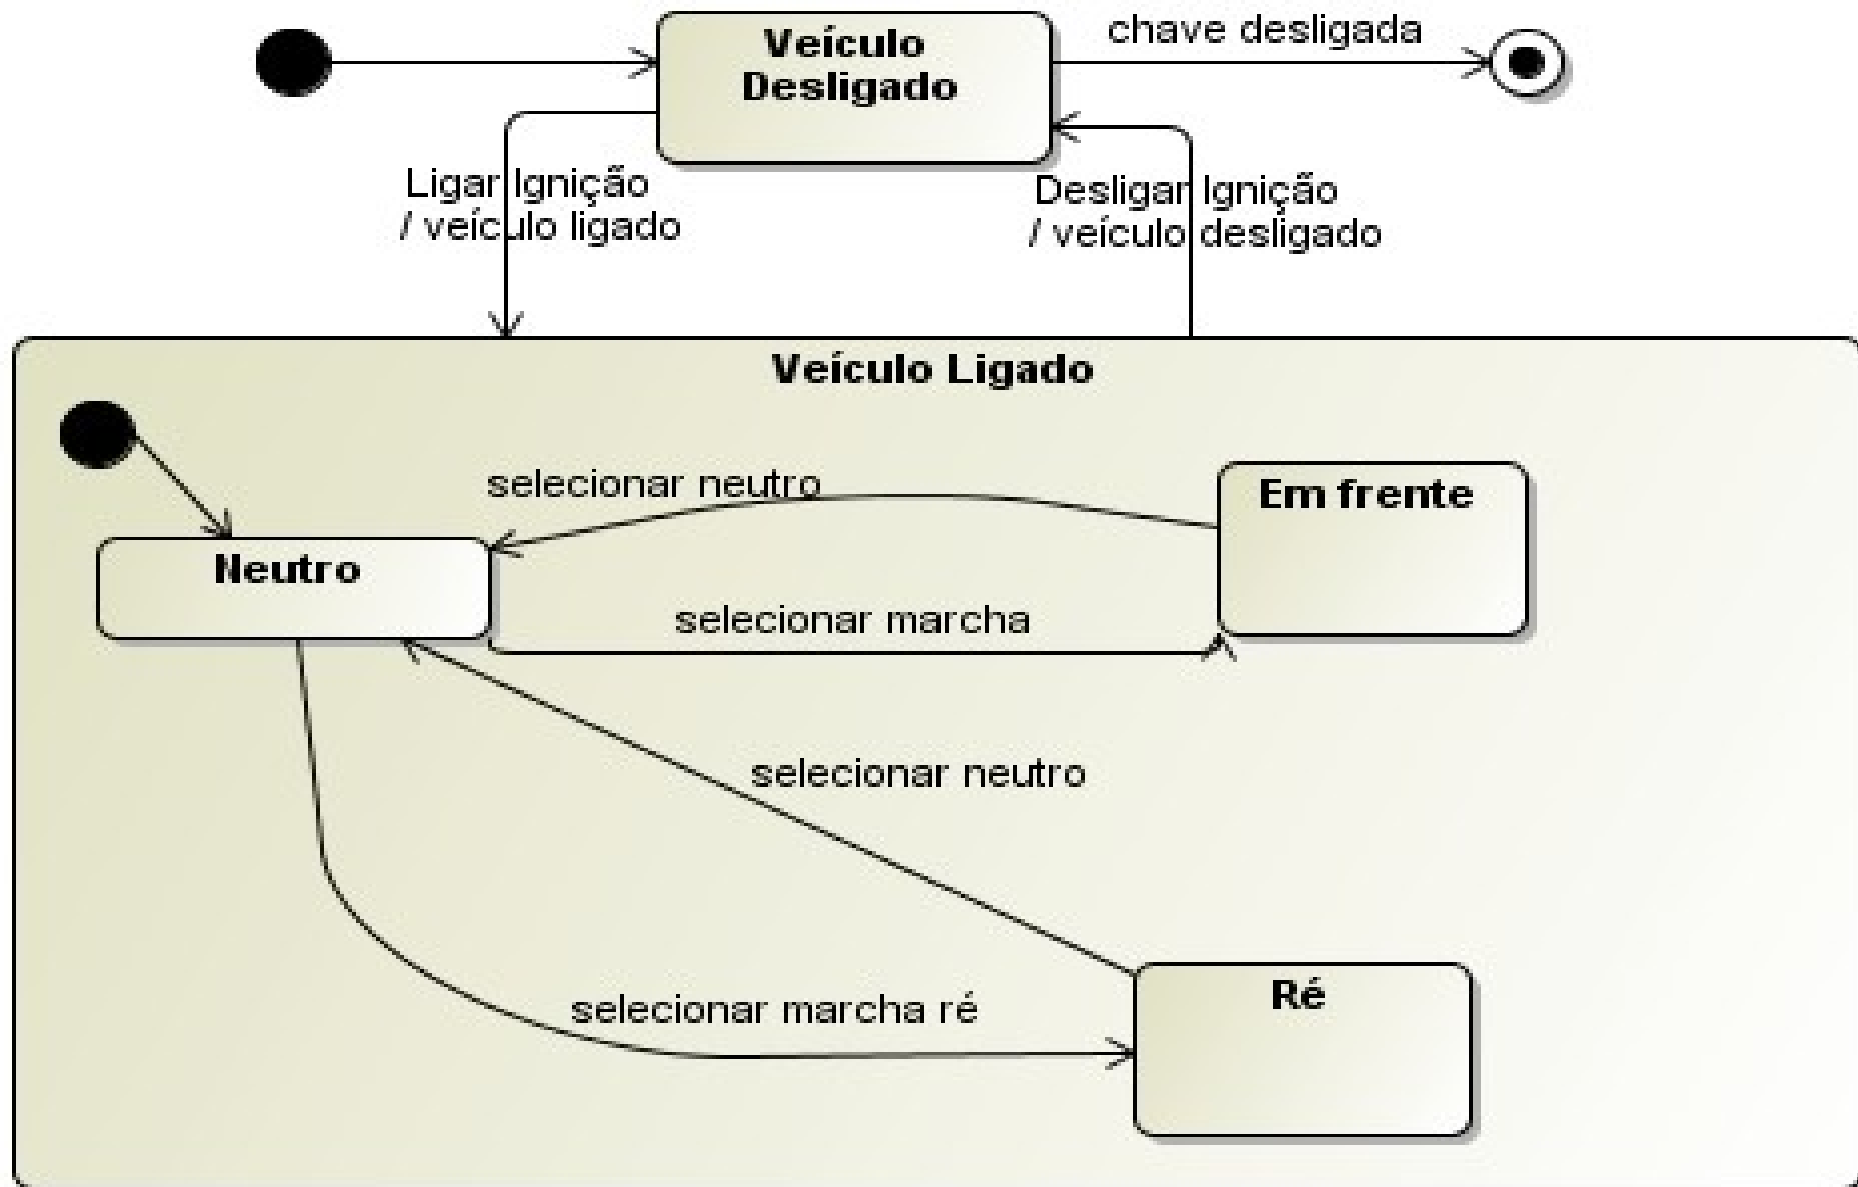 Veículo
Desligado
chave desligada
Ligar Ignição
/ veículo ligado
Desligar Ignição
/ veículo desligado
Veículo Ligado
selecionar neutro
Em frente
Neutro
selecionar marcha
selecionar neutro
Ré
selecionar marcha ré